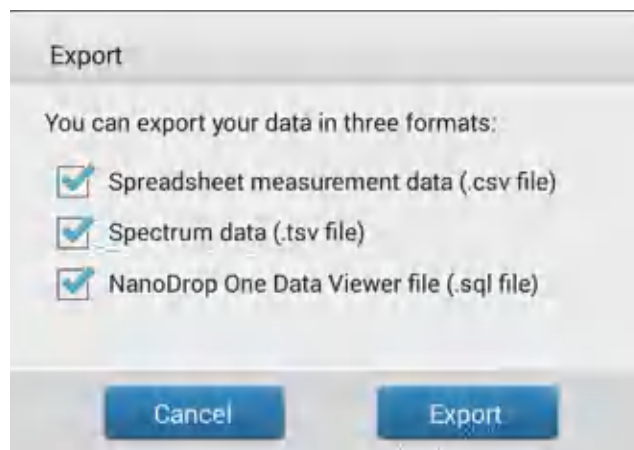 Export
You can export your data in three formats:
Spreadsheet measurement data (.csv file)
Spectrum data (.tsv file)
NanoDrop One Data Viewer file (.sql file)
Cancel
Export